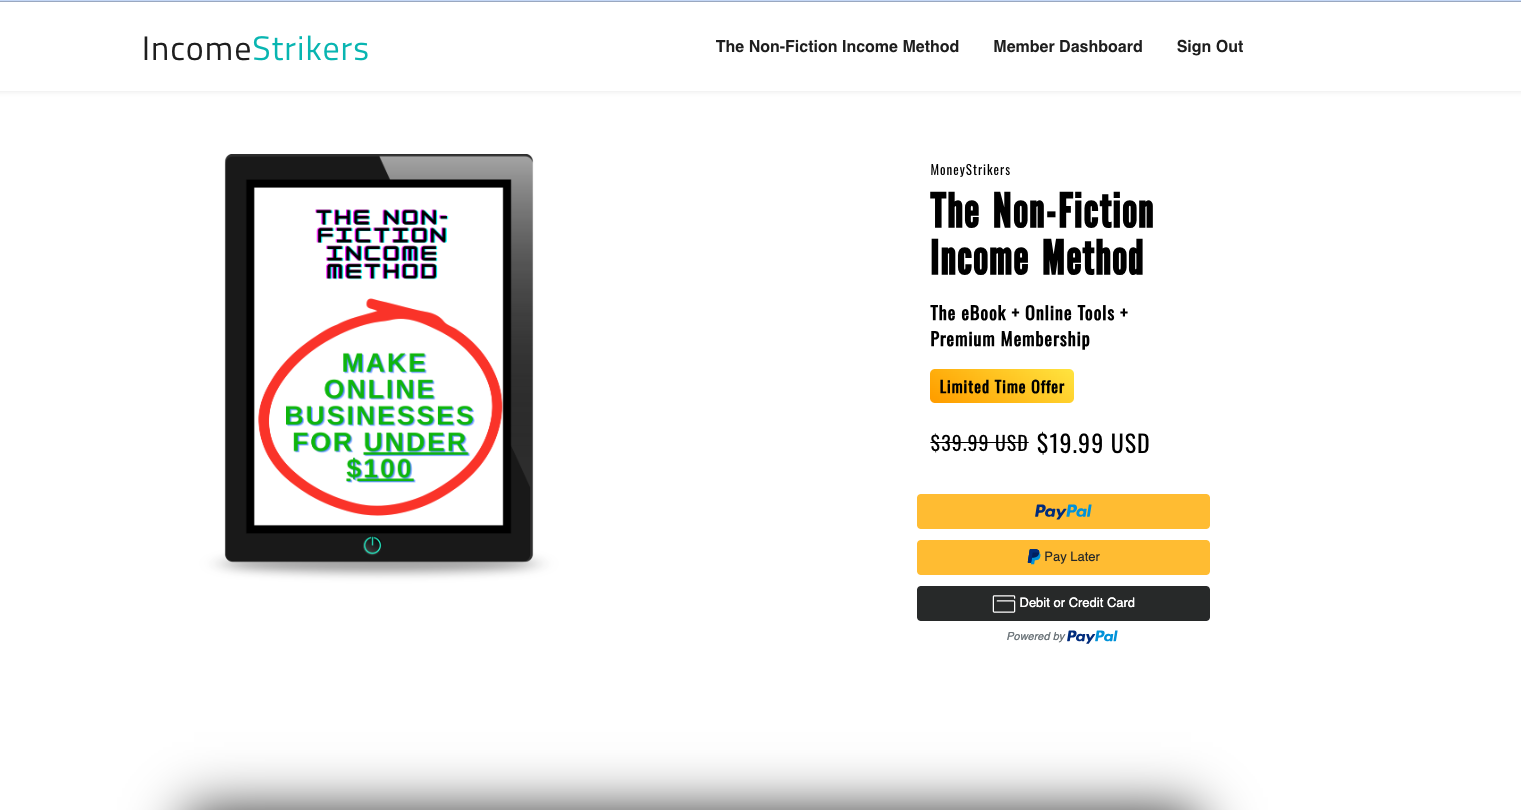 IncomeStrikers
The Non-Fiction Income Method Member Dashboard Sign Out
THE NON-
FICTION
INCOME
METHOD
MAKE
ONLINE
BUSINESSES
FOR UNDER
$100
MoneyStrikers
The Non-Fiction
Income Method
The eBook + Online Tools +
Premium Membership
Limited Time Offer
$39.99 USD $19.99 USD
PayPal
Pay Later
Debit or Credit Card
Powered by PayPal